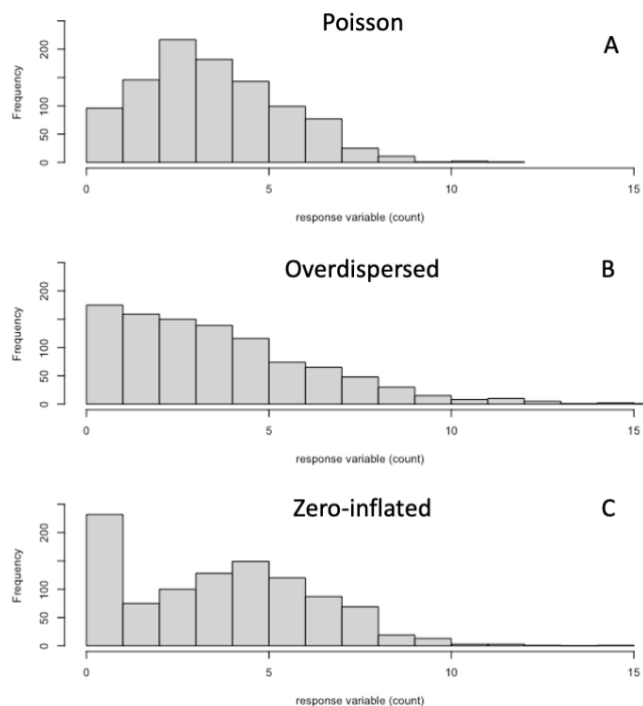 Poisson
A
Frequency
200
100
50
0
0 5 10 15
response variable (count)
Overdispersed
B
Frequency
200
100
50
0
0 5 10 15
response variable (count)
Zero-inflated
C
Frequency
200
100
50
0
0 5 10 15
response variable (count)